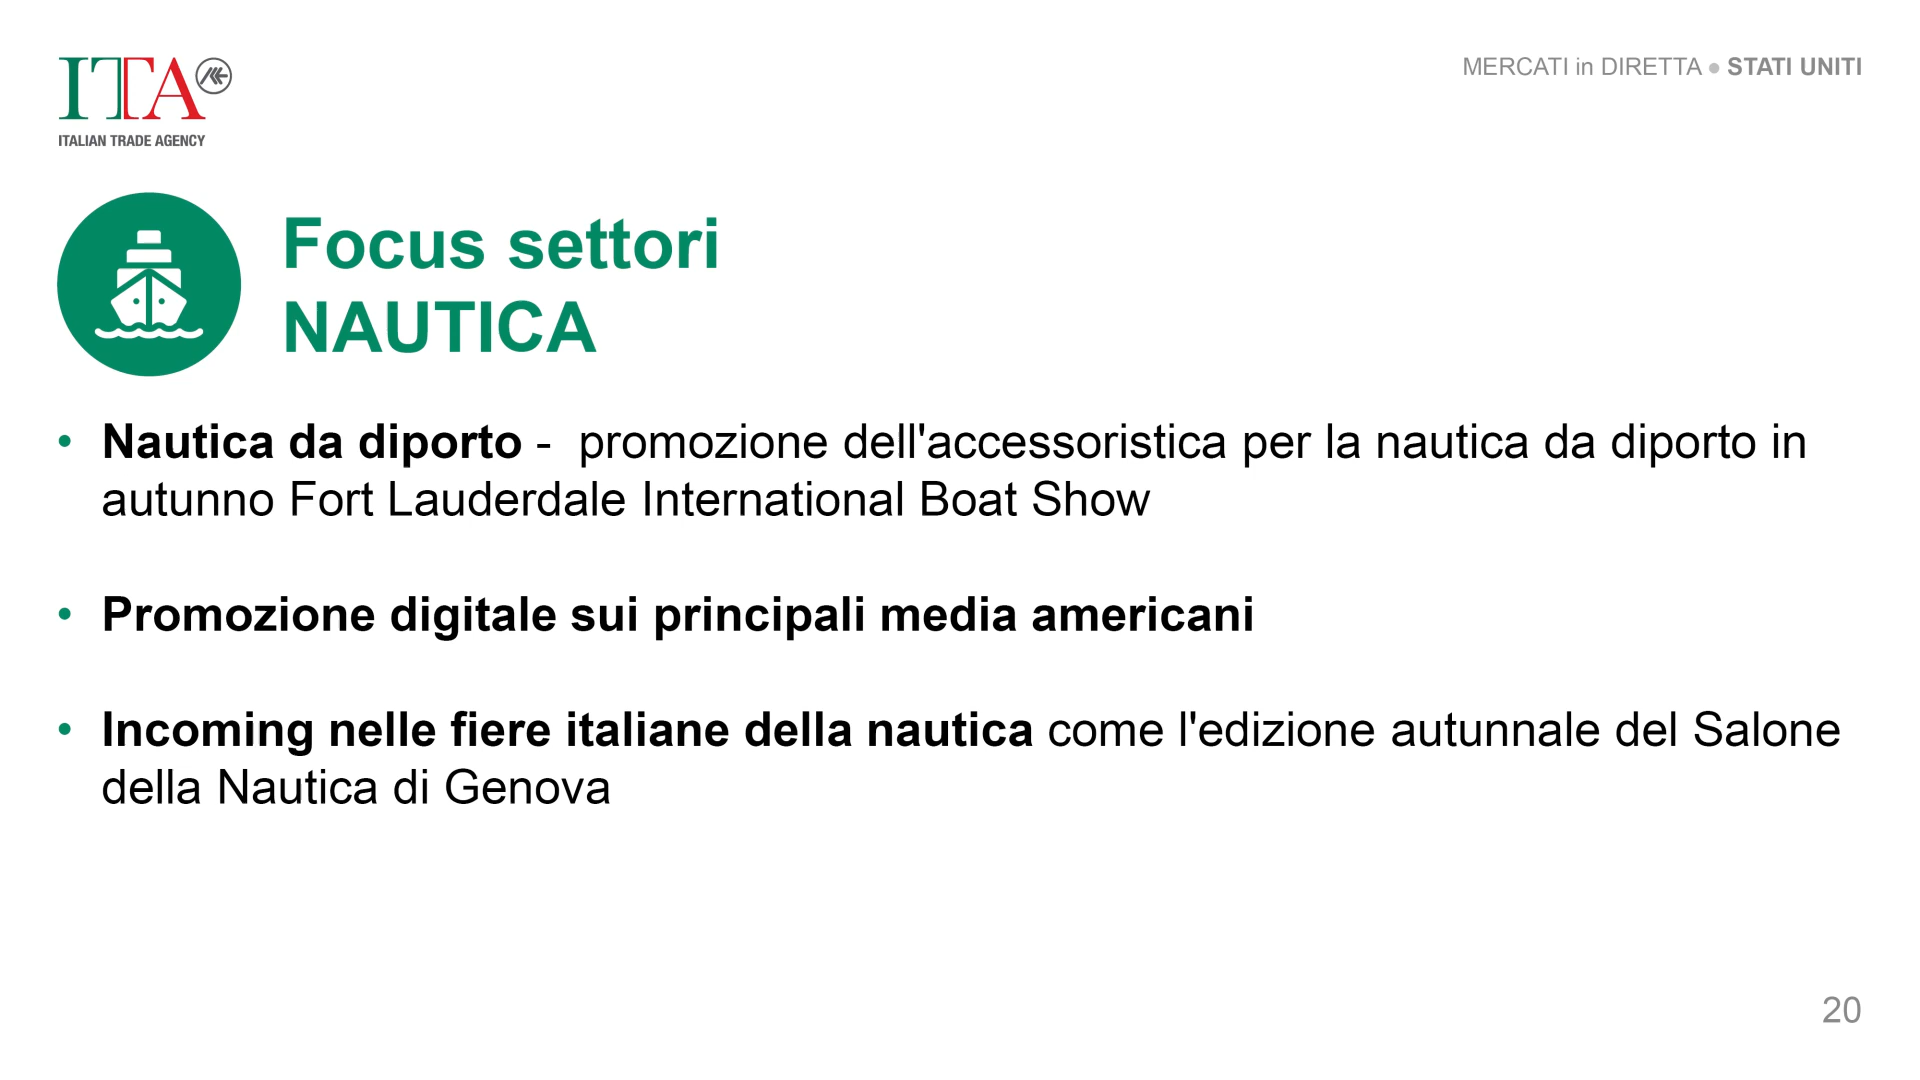 ITA
ITALIAN TRADE AGENCY
MERCATI in DIRETTA ● STATI UNITI
Focus settori
NAUTICA
• Nautica da diporto -  promozione dell'accessoristica per la nautica da diporto in
autunno Fort Lauderdale International Boat Show
• Promozione digitale sui principali media americani
• Incoming nelle fiere italiane della nautica come l'edizione autunnale del Salone
della Nautica di Genova
20